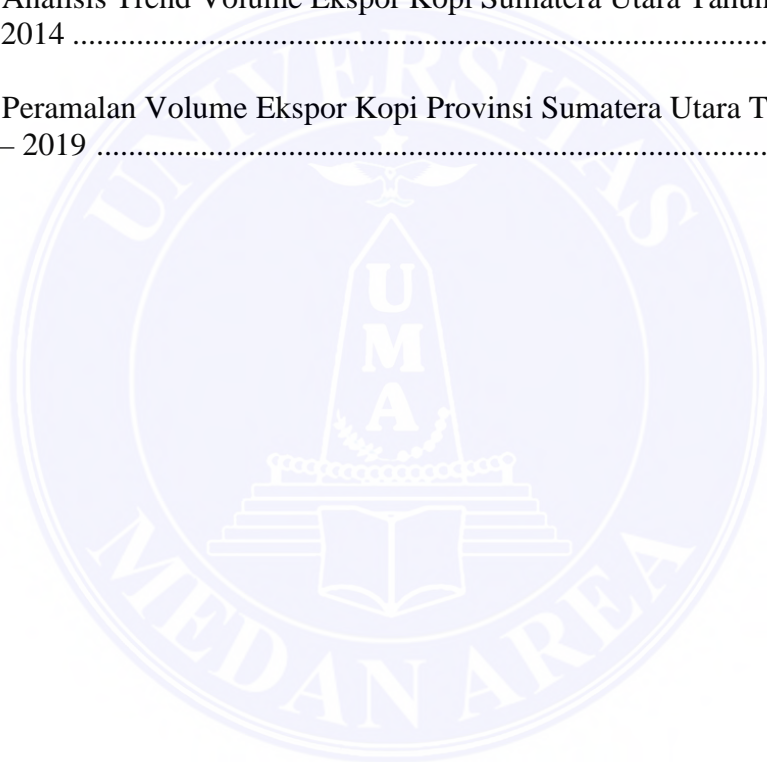 Analisis Trend Volume Ekspor Kopi Sumatera Utara Tahun
2014 ..........................................................................
Peramalan Volume Ekspor Kopi Provinsi Sumatera Utara T
– 2019 .......................................................................
UNIVERSITAS
U
M
A
MEDAN AREA